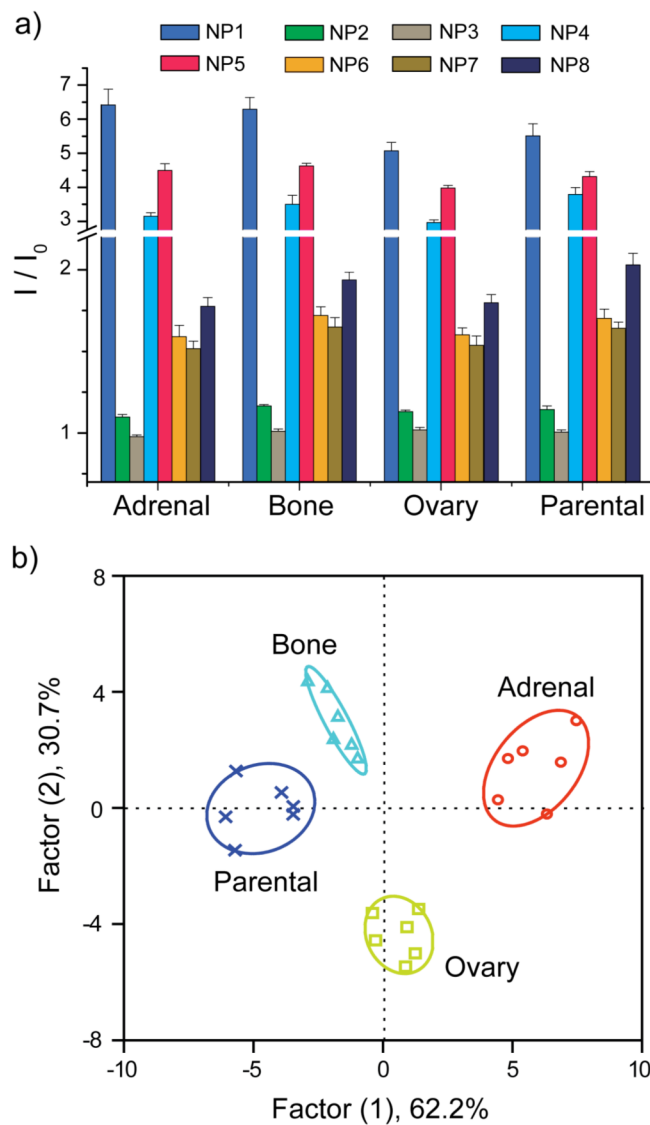 a)
NP1 NP2 NP3 NP4
NP5 NP6 NP7 NP8
7
6
5
4
3
2
1
I / I0
Adrenal Bone Ovary Parental
b)
8
4
0
-4
-8
Factor (2), 30.7%
Bone
Adrenal
Parental
Ovary
-10 -5 0 5 10
Factor (1), 62.2%